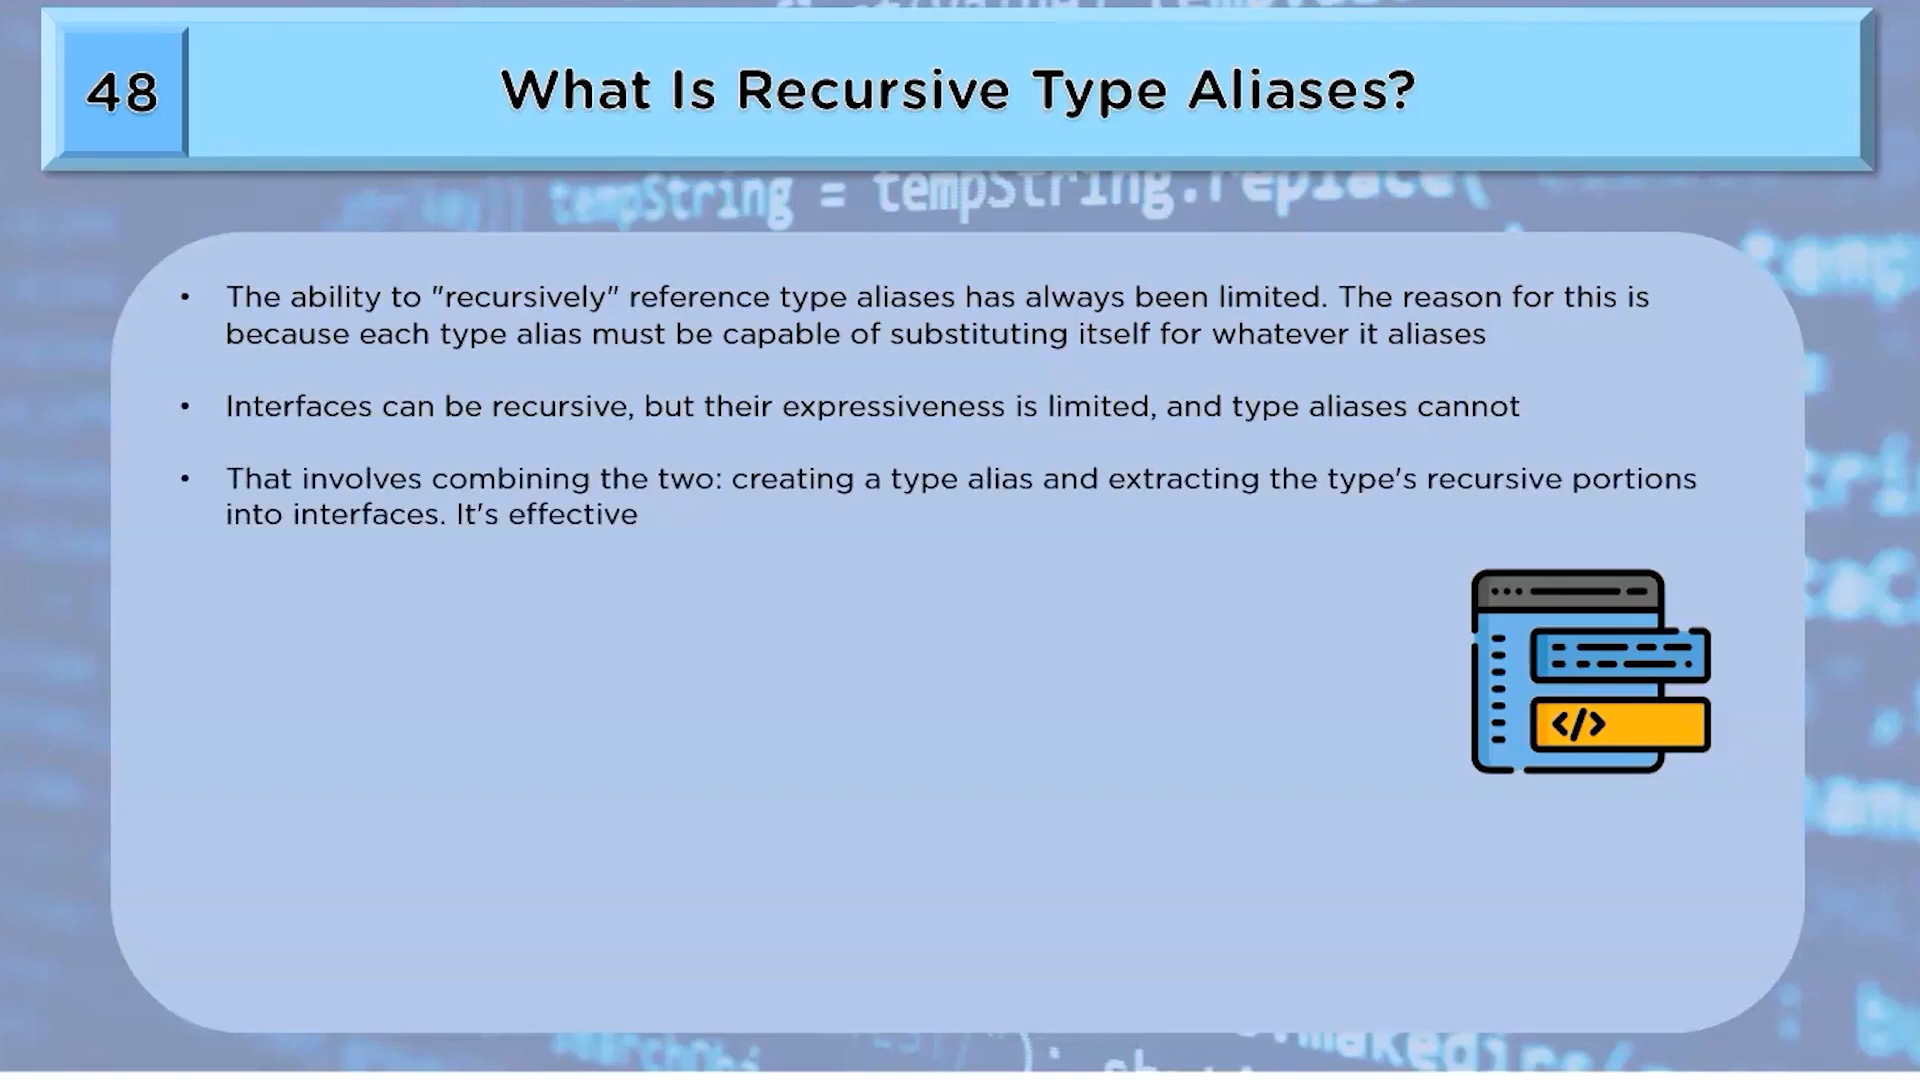 48
What Is Recursive Type Aliases?
tempString = tempString.replace(
• The ability to "recursively" reference type aliases has always been limited. The reason for this is
because each type alias must be capable of substituting itself for whatever it aliases
• Interfaces can be recursive, but their expressiveness is limited, and type aliases cannot
• That involves combining the two: creating a type alias and extracting the type's recursive portions
into interfaces. It's effective
</>